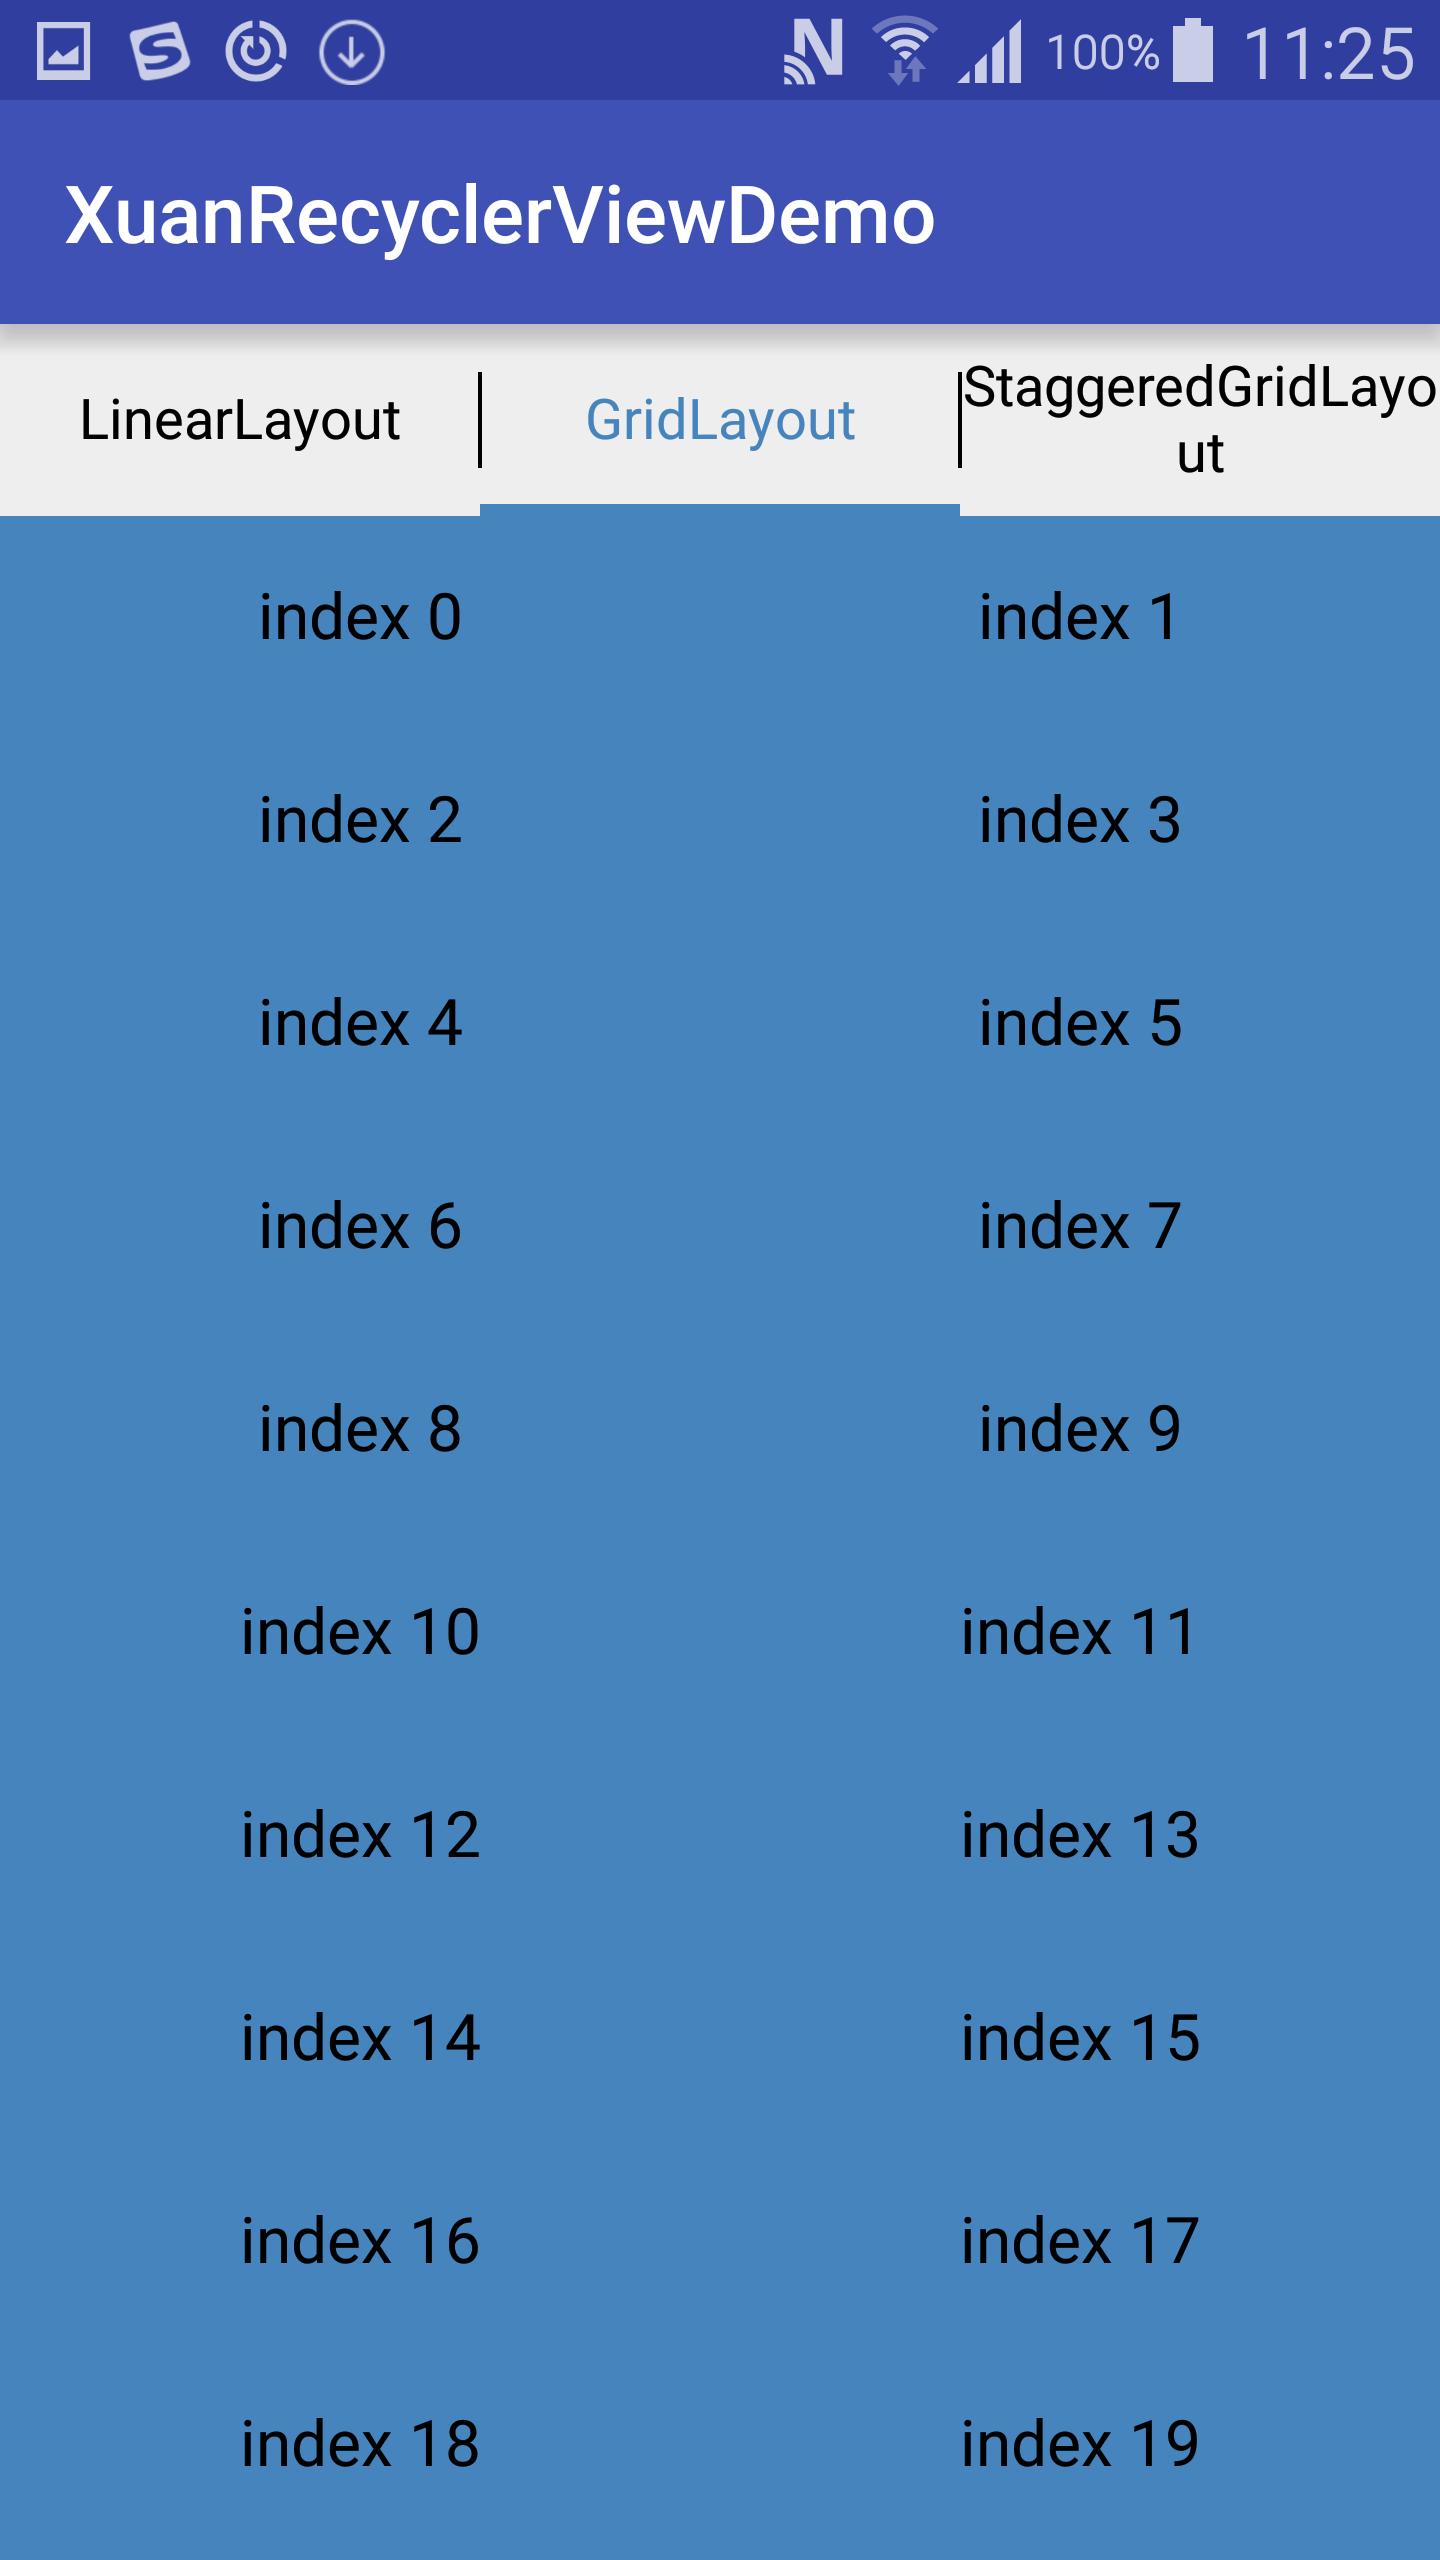 100% 11:25
XuanRecyclerViewDemo
LinearLayout
GridLayout
StaggeredGridLayo
ut
index 0
index 1
index 2
index 3
index 4
index 5
index 6
index 7
index 8
index 9
index 10
index 11
index 12
index 13
index 14
index 15
index 16
index 17
index 18
index 19